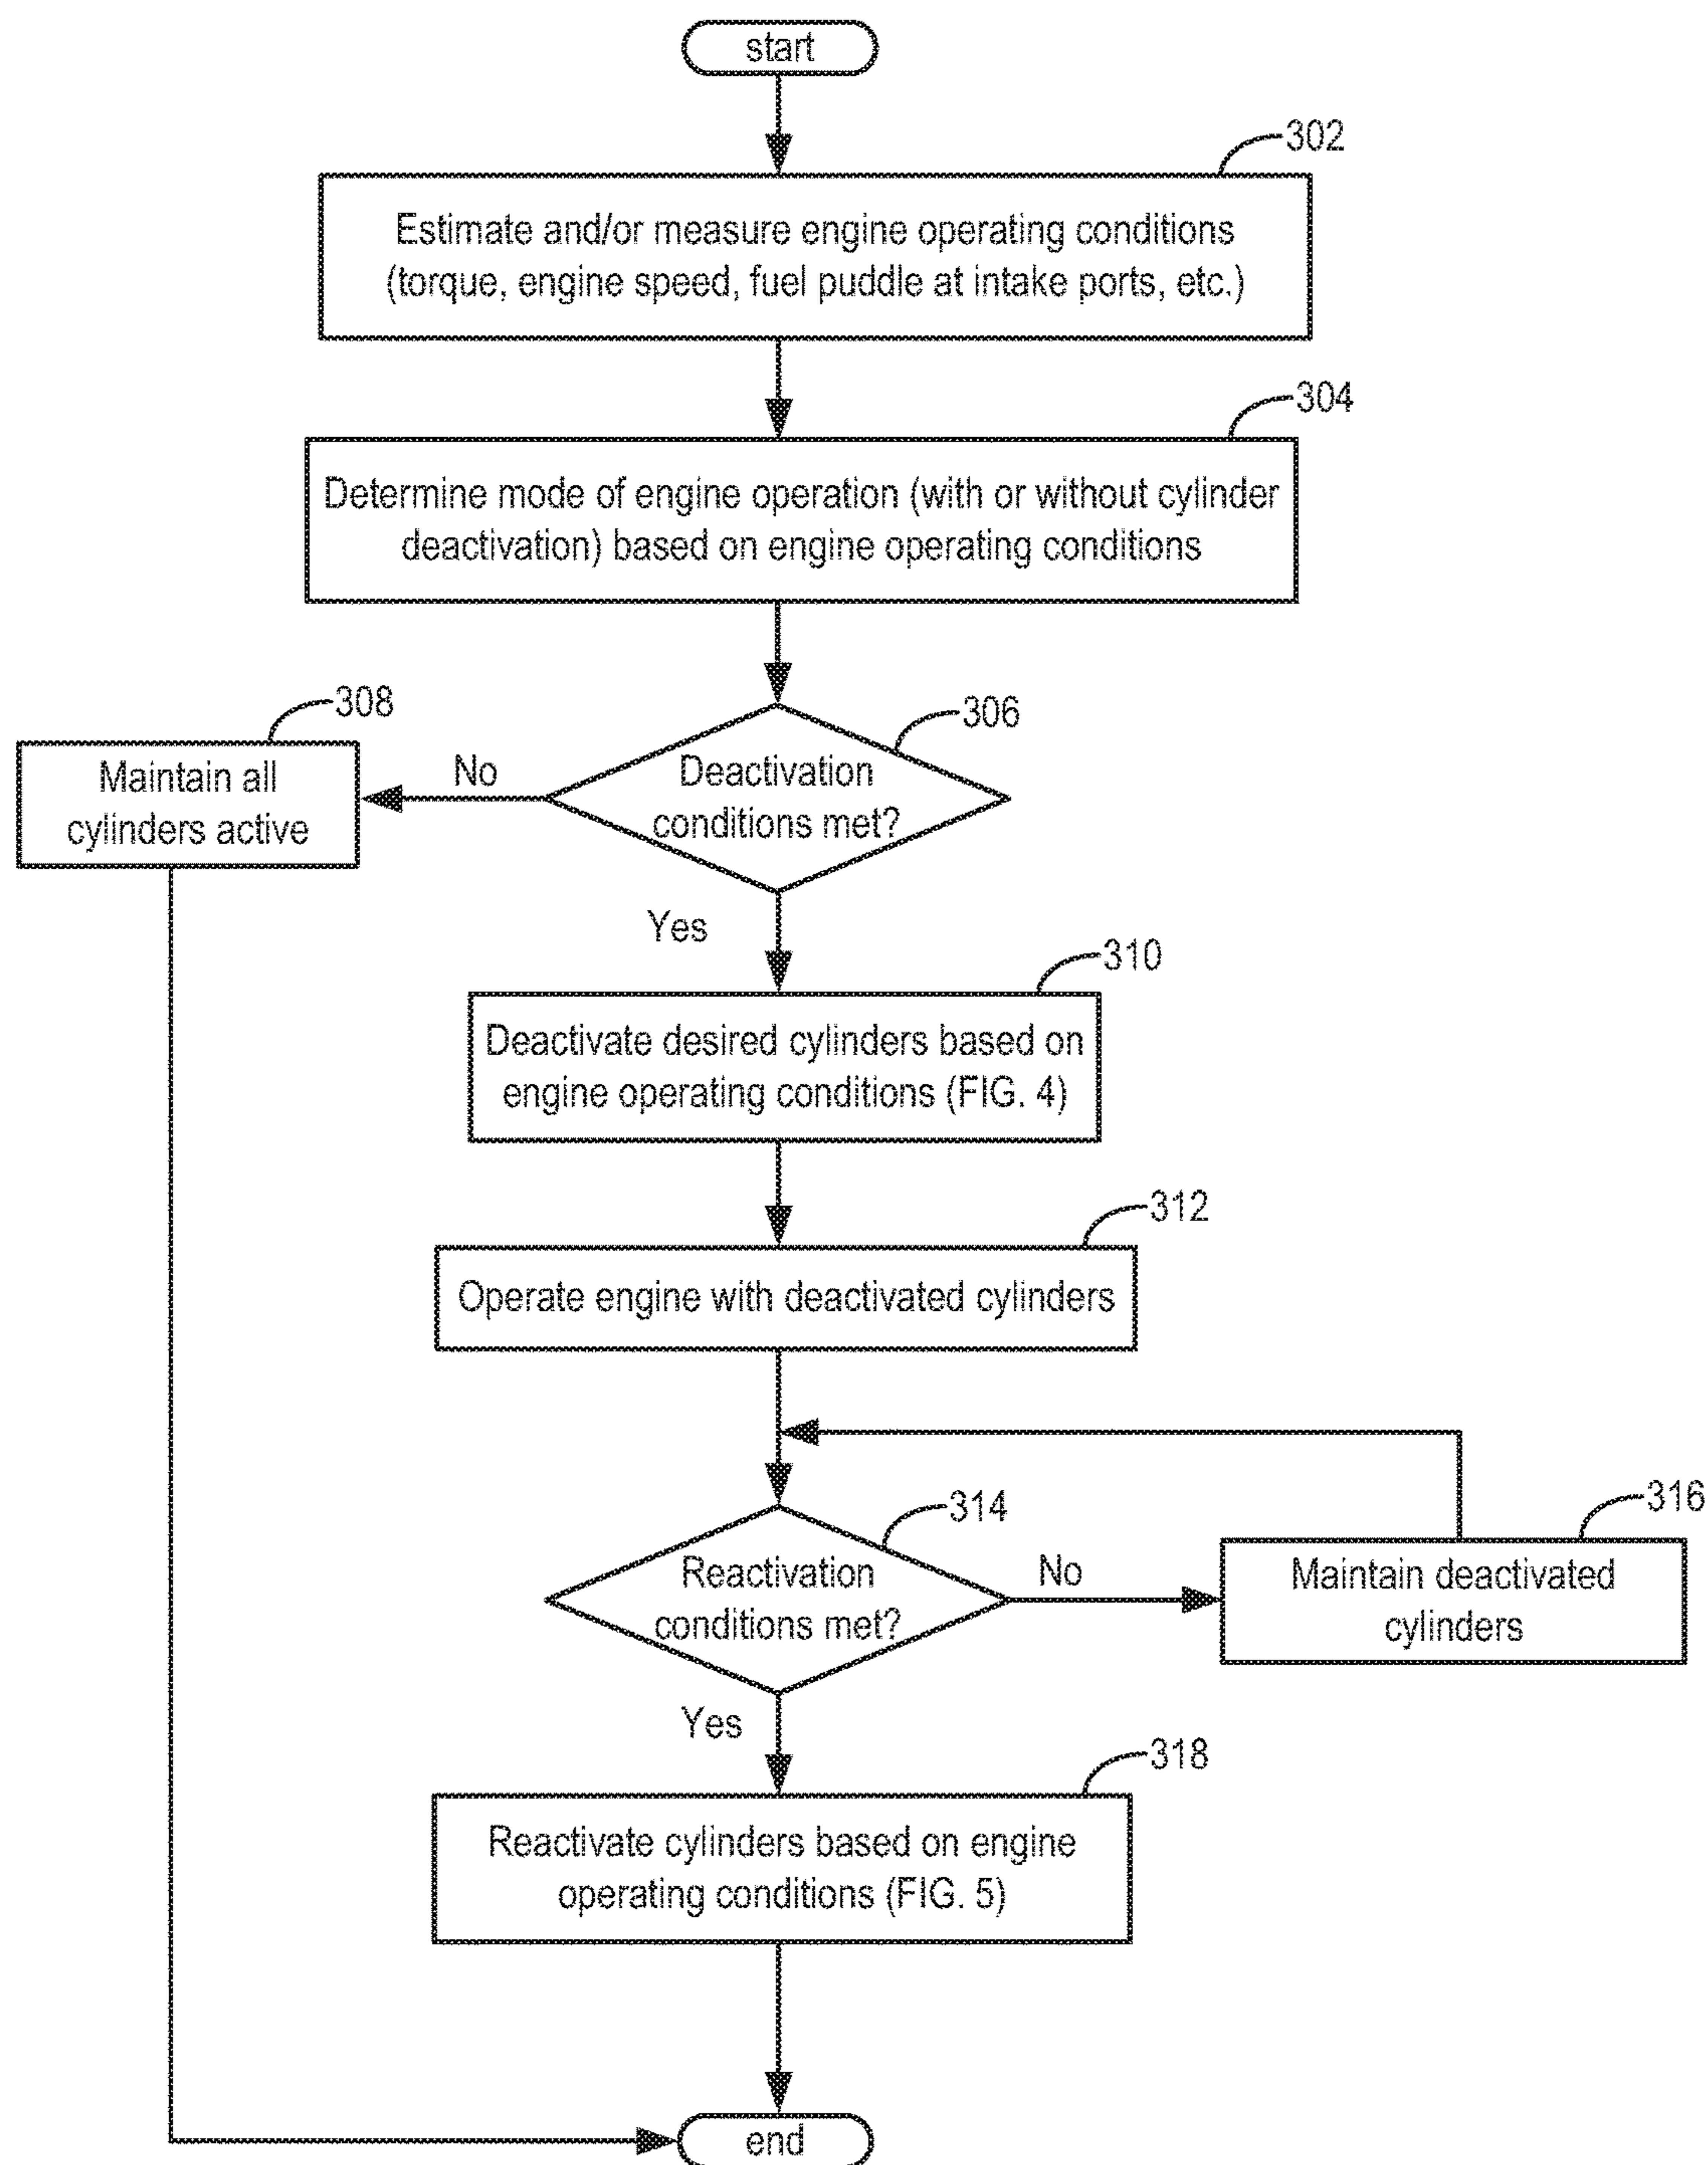 start
302
Estimate and/or measure engine operating conditions
(torque, engine speed, fuel puddle at intake ports, etc.)
304
Determine mode of engine operation (with or without cylinder
deactivation) based on engine operating conditions
308
306
Maintain all
cylinders active
No
Deactivation
conditions met?
Yes
310
Deactivate desired cylinders based on
engine operating conditions (FIG. 4)
312
Operate engine with deactivated cylinders
314
316
Reactivation
conditions met?
No
Maintain deactivated
cylinders
Yes
318
Reactivate cylinders based on engine
operating conditions (FIG. 5)
end